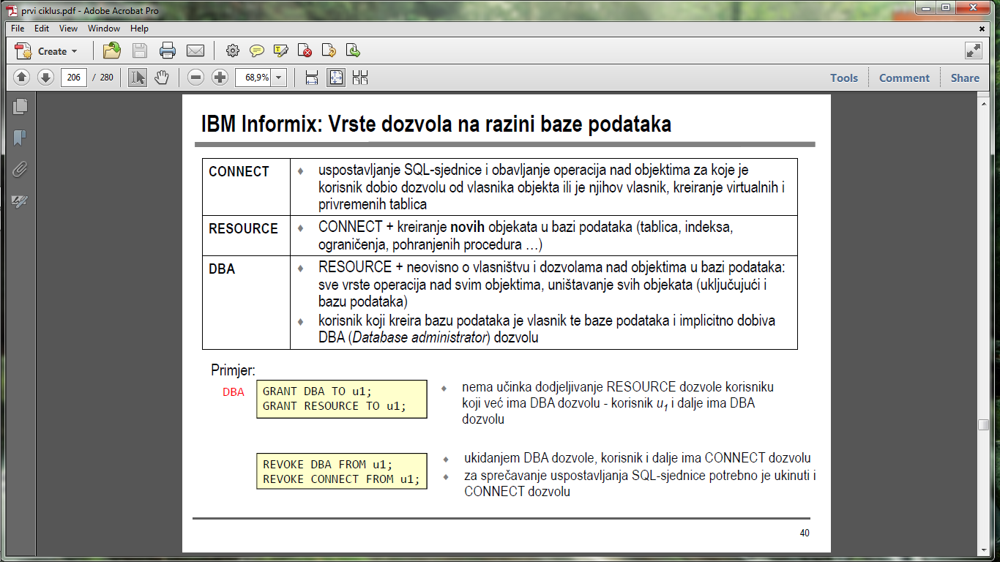 prvi ciklus.pdf - Adobe Acrobat Pro
File Edit View Window Help
Create
206 / 280 68,9% Tools Comment Share
IBM Informix: Vrste dozvola na razini baze podataka
CONNECT
♦ uspostavljanje SQL-sjednice i obavljanje operacija nad objektima za koje je
korisnik dobio dozvolu od vlasnika objekta ili je njihov vlasnik, kreiranje virtualnih i
privremenih tablica
RESOURCE
♦ CONNECT + kreiranje novih objekata u bazi podataka (tablica, indeksa,
ograničenja, pohranjenih procedura …)
DBA
♦ RESOURCE + neovisno o vlasništvu i dozvolama nad objektima u bazi podataka:
sve vrste operacija nad svim objektima, uništavanje svih objekata (uključujući i
bazu podataka)
♦ korisnik koji kreira bazu podataka je vlasnik te baze podataka i implicitno dobiva
DBA (Database administrator) dozvolu
Primjer:
DBA
GRANT DBA TO u1;
GRANT RESOURCE TO u1;
♦ nema učinka dodjeljivanje RESOURCE dozvole korisniku
koji već ima DBA dozvolu - korisnik u1 i dalje ima DBA
dozvolu
REVOKE DBA FROM u1;
REVOKE CONNECT FROM u1;
♦ ukidanjem DBA dozvole, korisnik i dalje ima CONNECT dozvolu
♦ za sprečavanje uspostavljanja SQL-sjednice potrebno je ukinuti i
CONNECT dozvolu
40